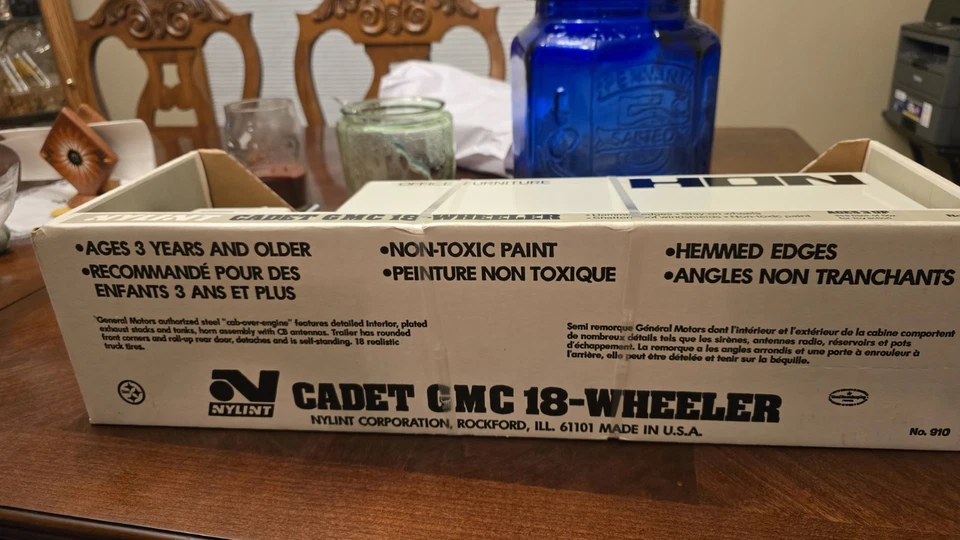 PLANTERS
OFFICE FURNITURE
HON
NYLINT CADET GMC 18-WHEELER
AGES 3 UP
•AGES 3 YEARS AND OLDER
•RECOMMANDÉ POUR DES
ENFANTS 3 ANS ET PLUS
•NON-TOXIC PAINT
•PEINTURE NON TOXIQUE
•HEMMED EDGES
•ANGLES NON TRANCHANTS
General Motors authorized steel "cab-over-engine" features detailed interior, plated
exhaust stacks and tanks, horn assembly with CB antennas. Trailer has rounded
front corners and roll-up rear door, detaches and is self-standing. 18 realistic
truck tires.
Semi remorque Général Motors dont l'intérieur et l'extérieur de la cabine comportent
de nombreux détails tels que les sirènes, antennes radio, réservoirs et pots
d'échappement. La remorque a les angles arrondis et une porte à enrouleur à
l'arrière, elle peut être dételée et tenir sur la béquille.
N
NYLINT
CADET GMC 18-WHEELER
NYLINT CORPORATION, ROCKFORD, ILL. 61101 MADE IN U.S.A.
No. 910